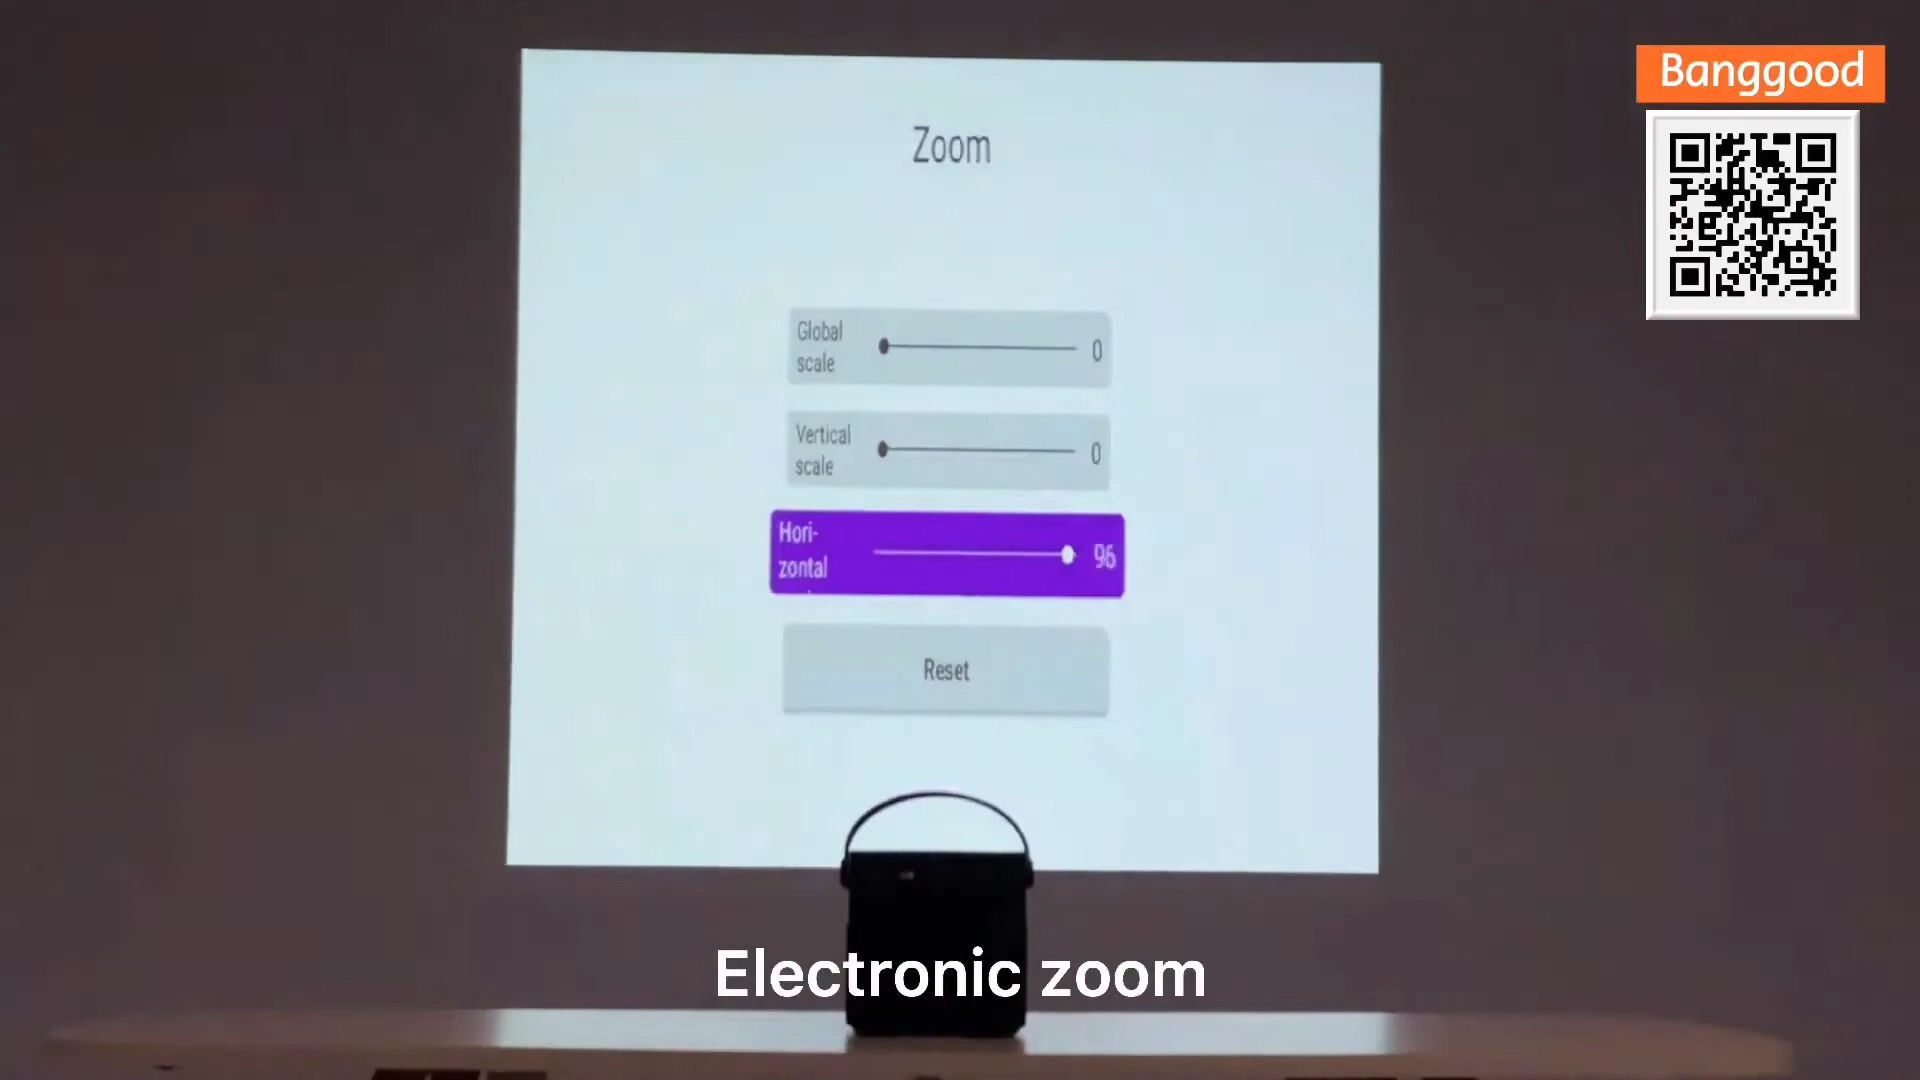 Banggood
Zoom
Global
scale
0
Vertical
scale
0
Hori-
zontal
96
Reset
Electronic zoom